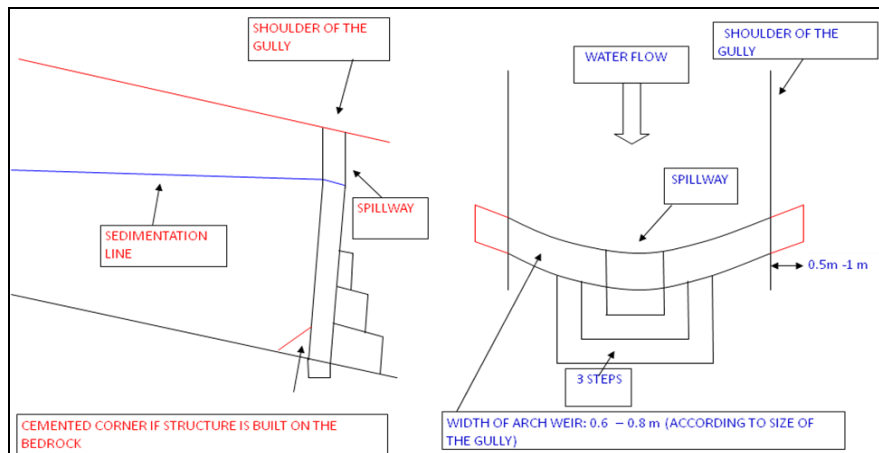 SHOULDER OF THE
GULLY
SPILLWAY
SEDIMENTATION
LINE
CEMENTED CORNER IF STRUCTURE IS BUILT ON THE
BEDROCK
SHOULDER OF THE
GULLY
WATER FLOW
SPILLWAY
0.5m -1 m
3 STEPS
WIDTH OF ARCH WEIR: 0.6 – 0.8 m (ACCORDING TO SIZE OF
THE GULLY)